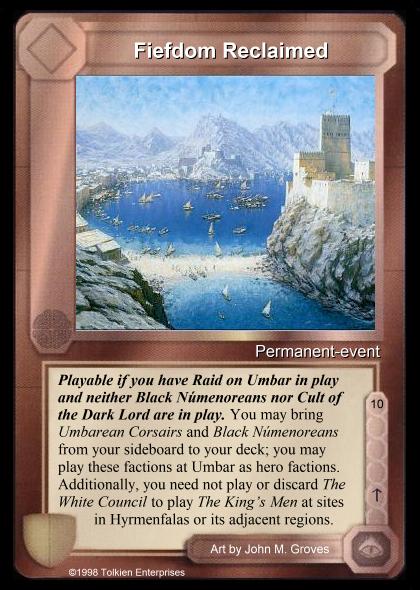 Fiefdom Reclaimed
Permanent-event
Playable if you have Raid on Umbar in play
and neither Black Númenoreans nor Cult of
the Dark Lord are in play. You may bring
Umbarean Corsairs and Black Númenoreans
from your sideboard to your deck; you may
play these factions at Umbar as hero factions.
Additionally, you need not play or discard The
White Council to play The King's Men at sites
in Hyrmenfalas or its adjacent regions.
10
Art by John M. Groves
©1998 Tolkien Enterprises